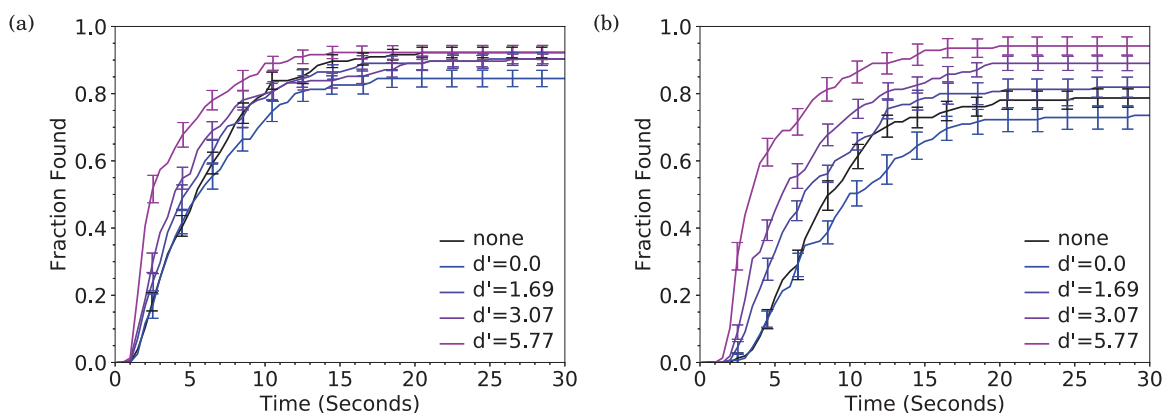 (a)
Fraction Found
1.0
0.8
0.6
0.4
0.2
0.0
none
d'=0.0
d'=1.69
d'=3.07
d'=5.77
0 5 10 15 20 25 30
Time (Seconds)
(b)
Fraction Found
1.0
0.8
0.6
0.4
0.2
0.0
none
d'=0.0
d'=1.69
d'=3.07
d'=5.77
0 5 10 15 20 25 30
Time (Seconds)